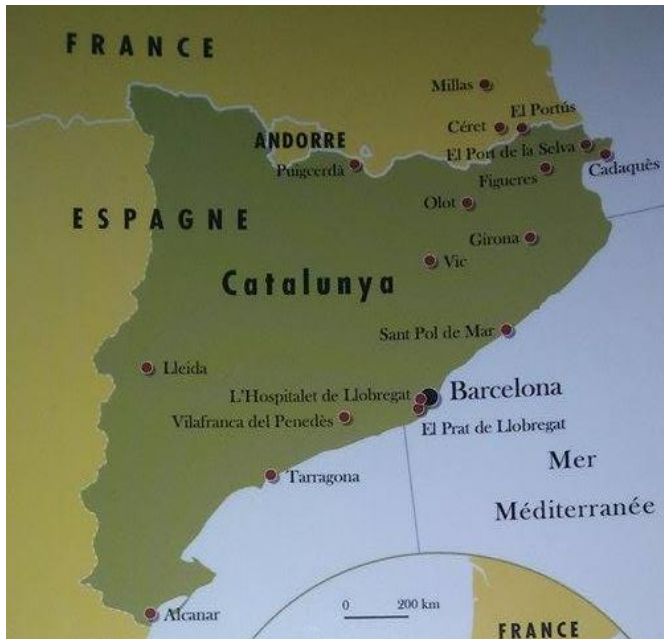 FRANCE
Millas
El Portús
Céret
ANDORRE
El Port de la Selva
Puigcerdà
Cadaquès
Figueres
Olot
ESPAGNE
Girona
Vic
Catalunya
Sant Pol de Mar
Lleida
L'Hospitalet de Llobregat
Barcelona
Vilafranca del Penedès
El Prat de Llobregat
Mer
Méditerranée
Tarragona
0 200 km
Alcanar
FRANCE